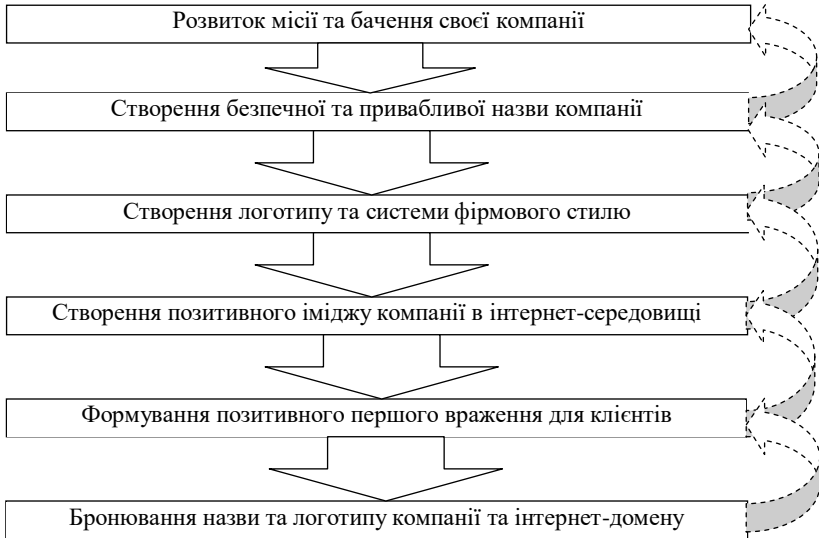 Розвиток місії та бачення своєї компанії
Створення безпечної та привабливої назви компанії
Створення логотипу та системи фірмового стилю
Створення позитивного іміджу компанії в інтернет-середовищі
Формування позитивного першого враження для клієнтів
Бронювання назви та логотипу компанії та інтернет-домену